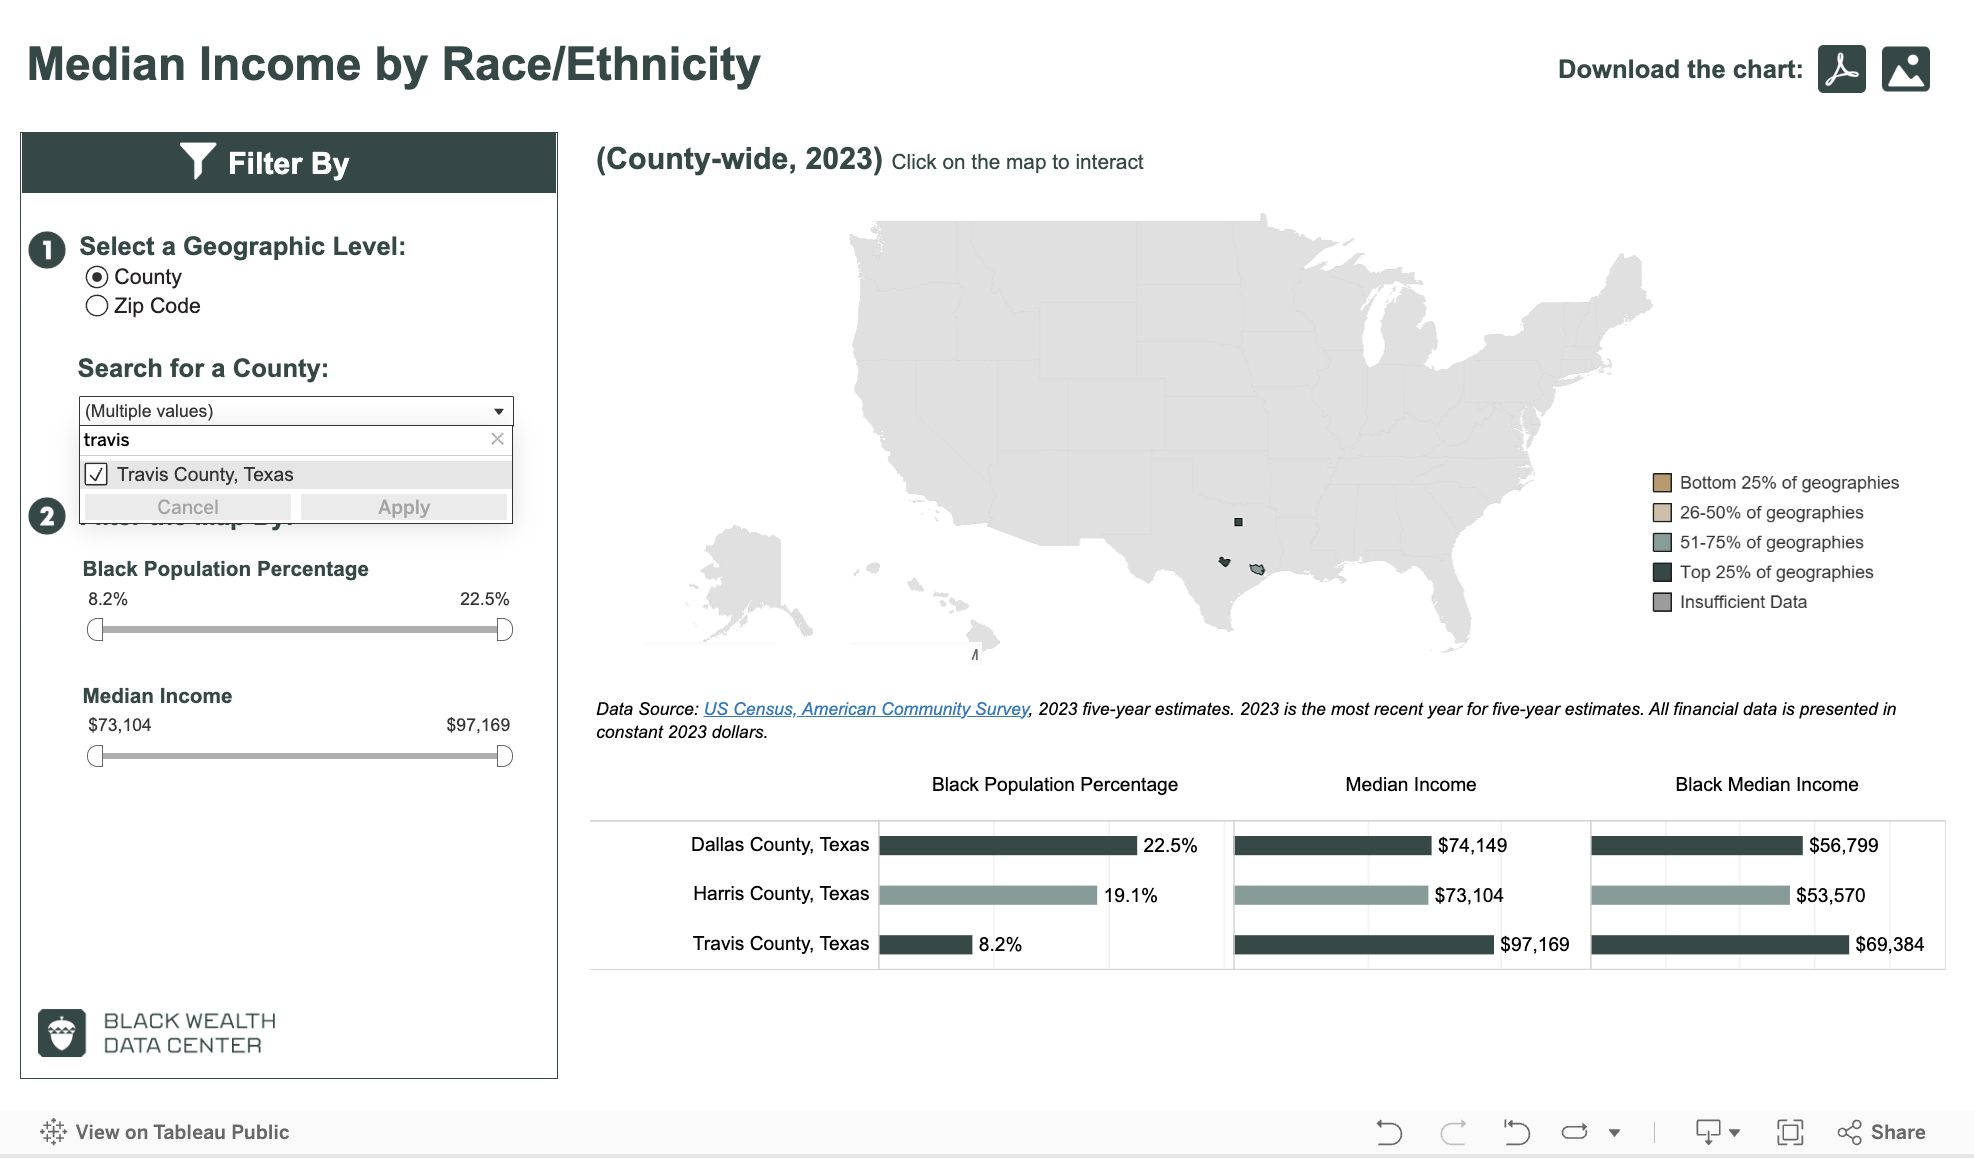 Median Income by Race/Ethnicity
Download the chart:
Filter By
1 Select a Geographic Level:
County
Zip Code
Search for a County:
(Multiple values)
travis
Travis County, Texas
Cancel Apply
2
Black Population Percentage
8.2% 22.5%
Median Income
$73,104 $97,169
BLACK WEALTH
DATA CENTER
(County-wide, 2023) Click on the map to interact
Bottom 25% of geographies
26-50% of geographies
51-75% of geographies
Top 25% of geographies
Insufficient Data
Data Source: US Census, American Community Survey, 2023 five-year estimates. 2023 is the most recent year for five-year estimates. All financial data is presented in
constant 2023 dollars.
Black Population Percentage Median Income Black Median Income
Dallas County, Texas 22.5% $74,149 $56,799
Harris County, Texas 19.1% $73,104 $53,570
Travis County, Texas 8.2% $97,169 $69,384
View on Tableau Public
Share